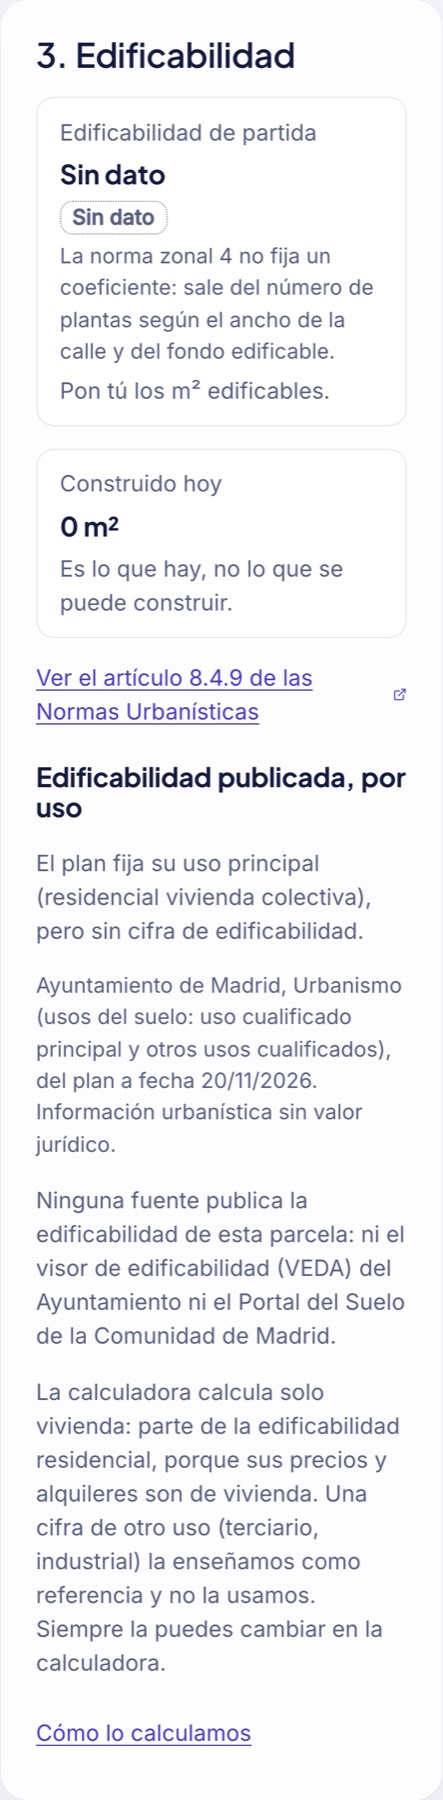 3. Edificabilidad
Edificabilidad de partida
Sin dato
Sin dato
La norma zonal 4 no fija un
coeficiente: sale del número de
plantas según el ancho de la
calle y del fondo edificable.
Pon tú los m² edificables.
Construido hoy
0 m²
Es lo que hay, no lo que se
puede construir.
Ver el artículo 8.4.9 de las
Normas Urbanísticas
Edificabilidad publicada, por
uso
El plan fija su uso principal
(residencial vivienda colectiva),
pero sin cifra de edificabilidad.
Ayuntamiento de Madrid, Urbanismo
(usos del suelo: uso cualificado
principal y otros usos cualificados),
del plan a fecha 20/11/2026.
Información urbanística sin valor
jurídico.
Ninguna fuente publica la
edificabilidad de esta parcela: ni el
visor de edificabilidad (VEDA) del
Ayuntamiento ni el Portal del Suelo
de la Comunidad de Madrid.
La calculadora calcula solo
vivienda: parte de la edificabilidad
residencial, porque sus precios y
alquileres son de vivienda. Una
cifra de otro uso (terciario,
industrial) la enseñamos como
referencia y no la usamos.
Siempre la puedes cambiar en la
calculadora.
Cómo lo calculamos